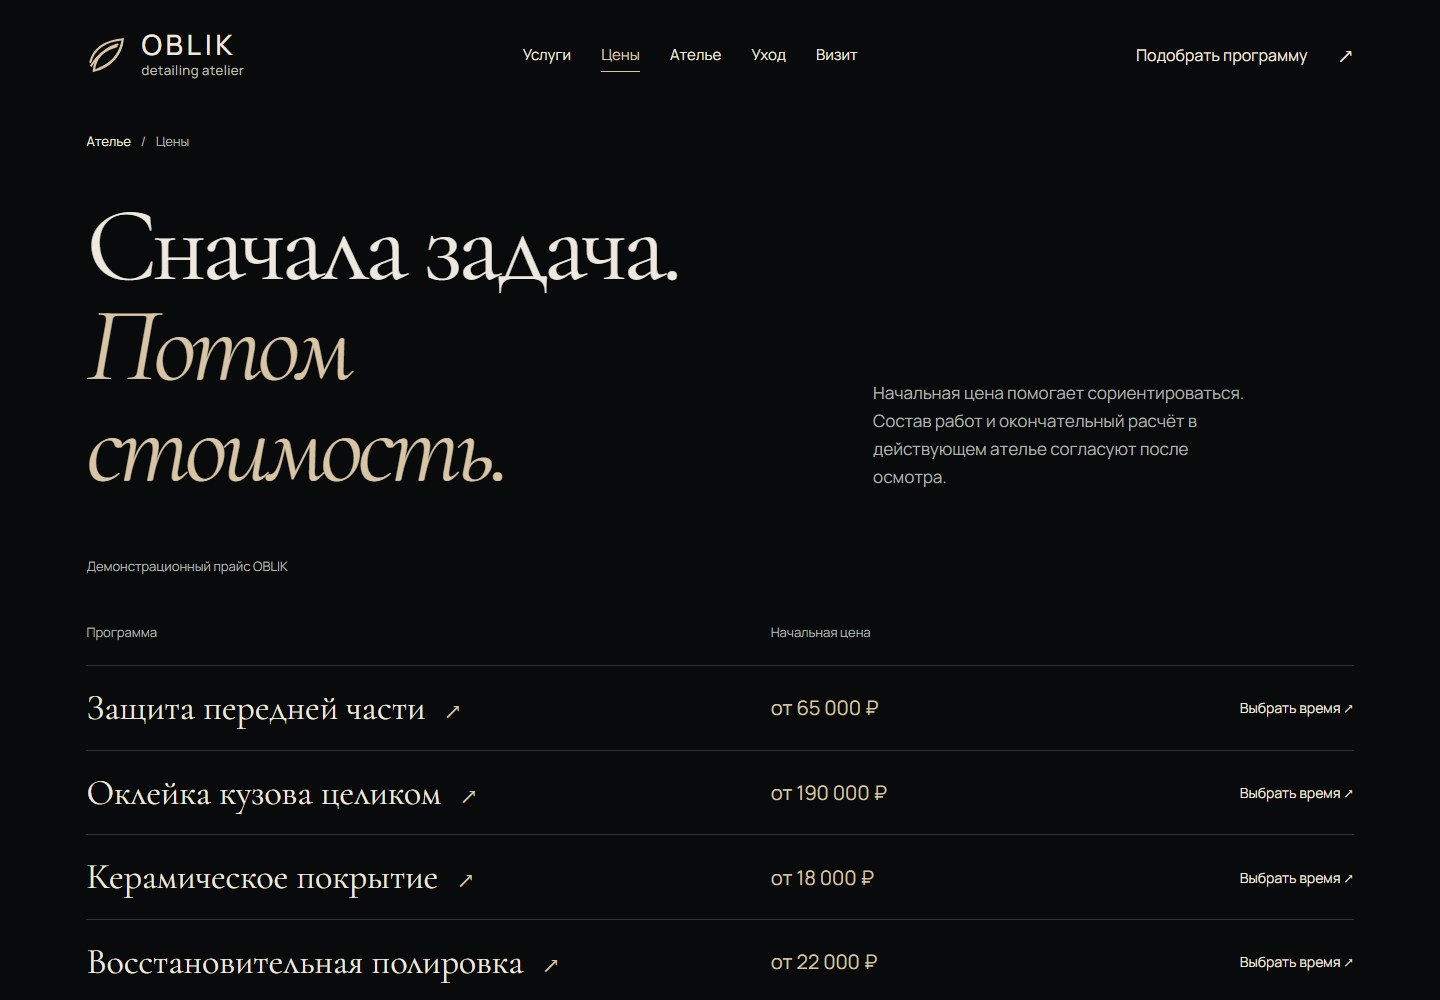 OBLIK
detailing atelier
Услуги Цены Ателье Уход Визит
Подобрать программу ↗
Ателье / Цены
Сначала задача.
Потом
стоимость.
Начальная цена помогает сориентироваться.
Состав работ и окончательный расчёт в
действующем ателье согласуют после
осмотра.
Демонстрационный прайс OBLIK
Программа Начальная цена
Защита передней части ↗ от 65 000 ₽ Выбрать время ↗
Оклейка кузова целиком ↗ от 190 000 ₽ Выбрать время ↗
Керамическое покрытие ↗ от 18 000 ₽ Выбрать время ↗
Восстановительная полировка ↗ от 22 000 ₽ Выбрать время ↗